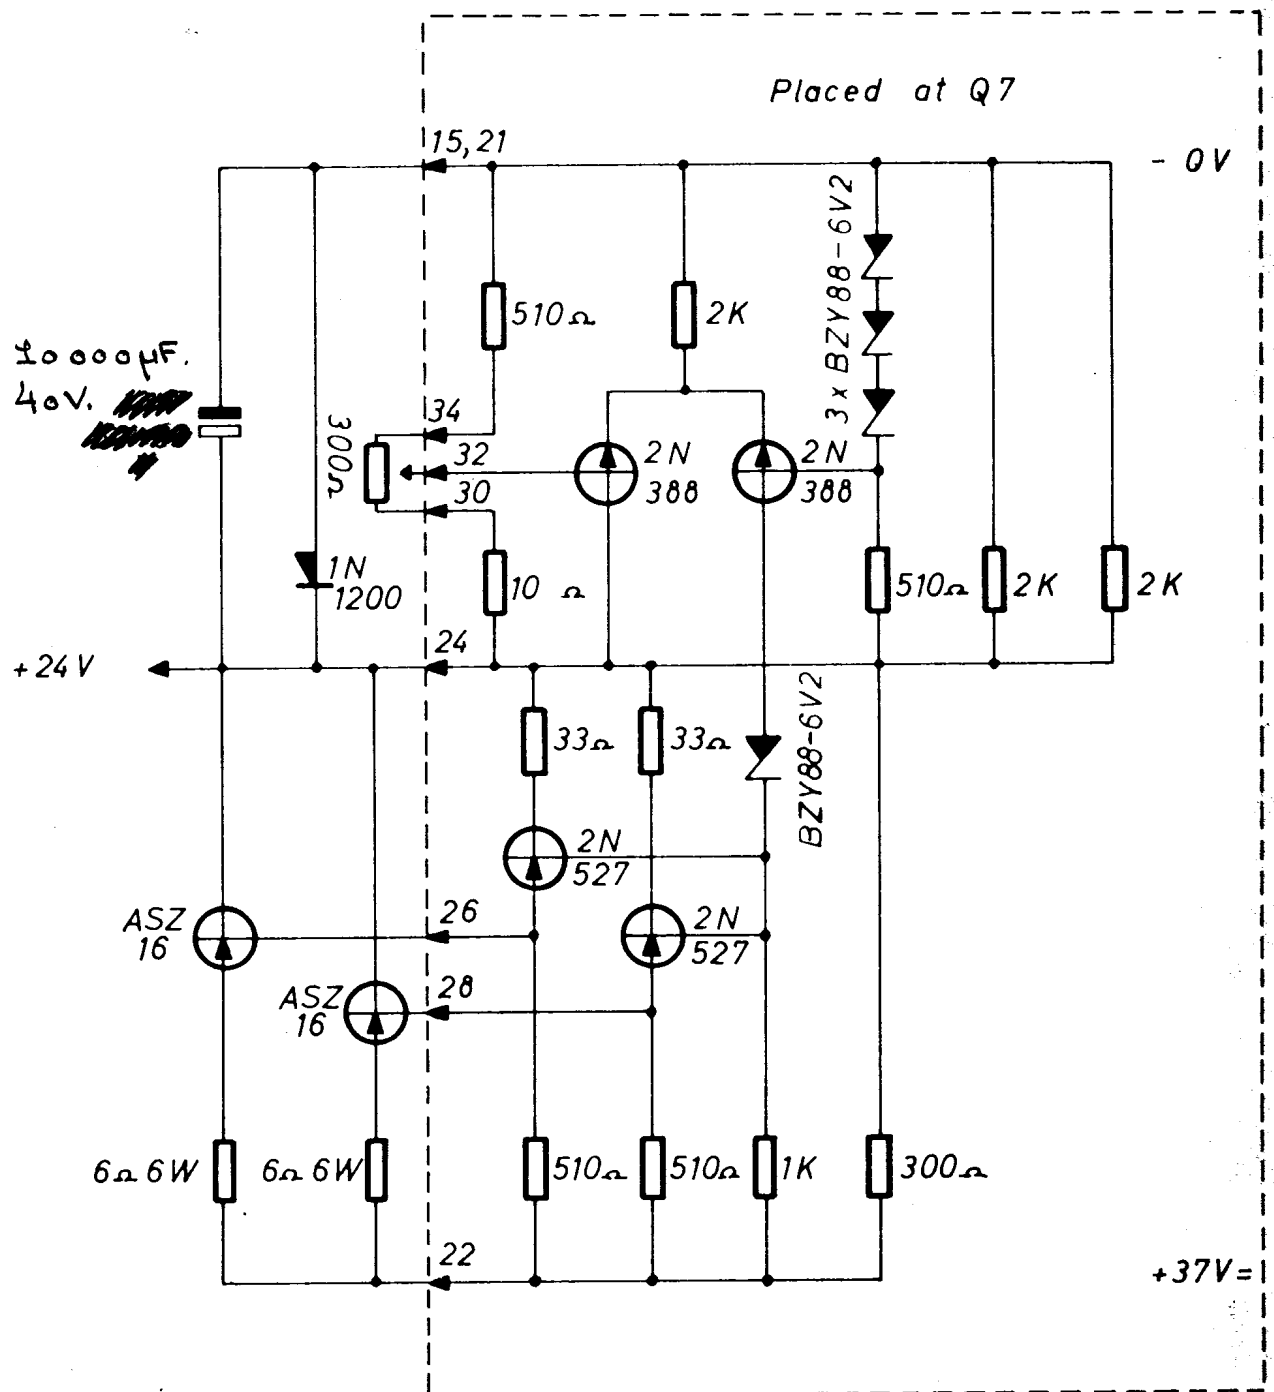 Placed at Q7
15,21
- 0V
3 x BZY88-6V2
510Ω
2K
10000µF.
40V.
300Ω
34
32
30
2N
388
2N
388
1N
1200
10 Ω
510Ω
2K
2K
24
+24V
33Ω
33Ω
BZY88-6V2
2N
527
ASZ
16
26
2N
527
ASZ
16
28
6Ω 6W
6Ω 6W
510Ω
510Ω
1K
300Ω
22
+37V=